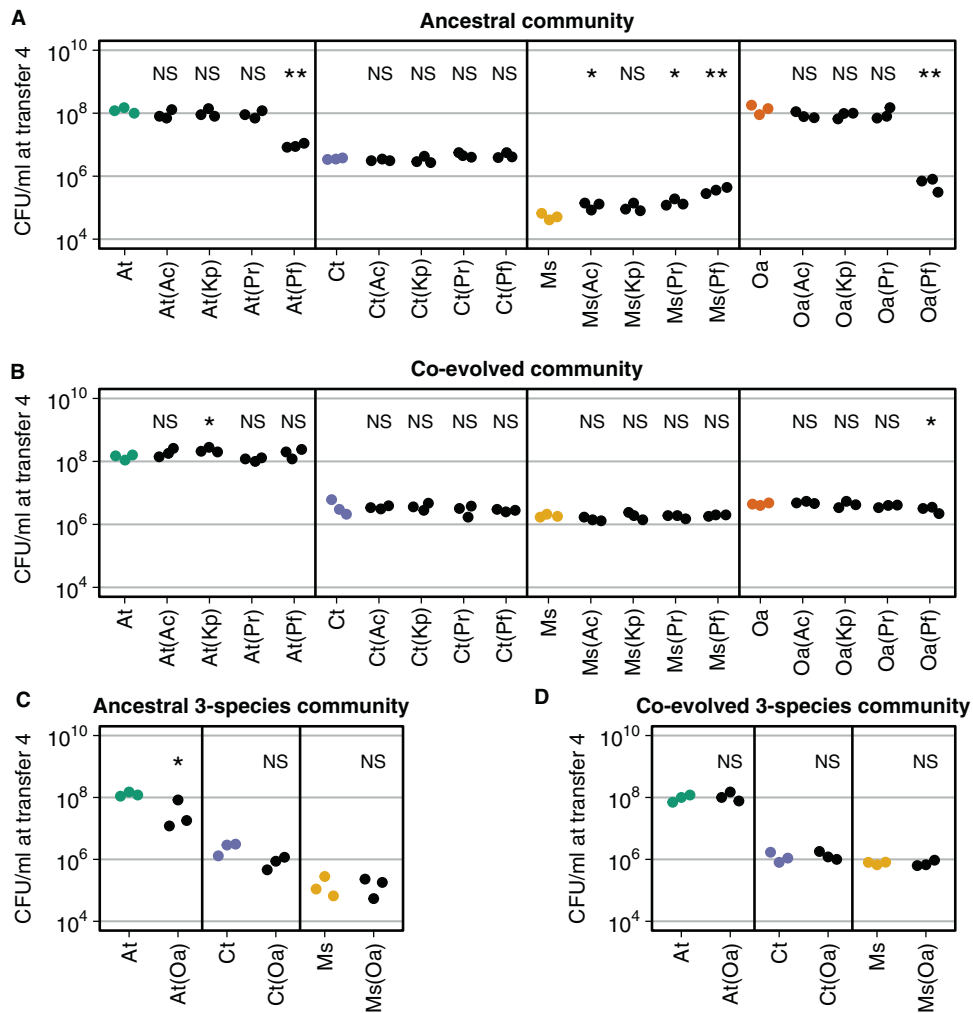 A
Ancestral community
CFU/ml at transfer 4
10^10
10^8
10^6
10^4
NS NS NS ** NS NS NS NS * NS * ** NS NS NS **
At At(Ac) At(Kp) At(Pr) At(Pf) Ct Ct(Ac) Ct(Kp) Ct(Pr) Ct(Pf) Ms Ms(Ac) Ms(Kp) Ms(Pr) Ms(Pf) Oa Oa(Ac) Oa(Kp) Oa(Pr) Oa(Pf)
B
Co-evolved community
CFU/ml at transfer 4
10^10
10^8
10^6
10^4
NS * NS NS NS NS NS NS NS NS NS NS NS NS NS *
At At(Ac) At(Kp) At(Pr) At(Pf) Ct Ct(Ac) Ct(Kp) Ct(Pr) Ct(Pf) Ms Ms(Ac) Ms(Kp) Ms(Pr) Ms(Pf) Oa Oa(Ac) Oa(Kp) Oa(Pr) Oa(Pf)
C
Ancestral 3-species community
CFU/ml at transfer 4
10^10
10^8
10^6
10^4
* NS NS
At At(Oa) Ct Ct(Oa) Ms Ms(Oa)
D
Co-evolved 3-species community
CFU/ml at transfer 4
10^10
10^8
10^6
10^4
NS NS NS
At At(Oa) Ct Ct(Oa) Ms Ms(Oa)